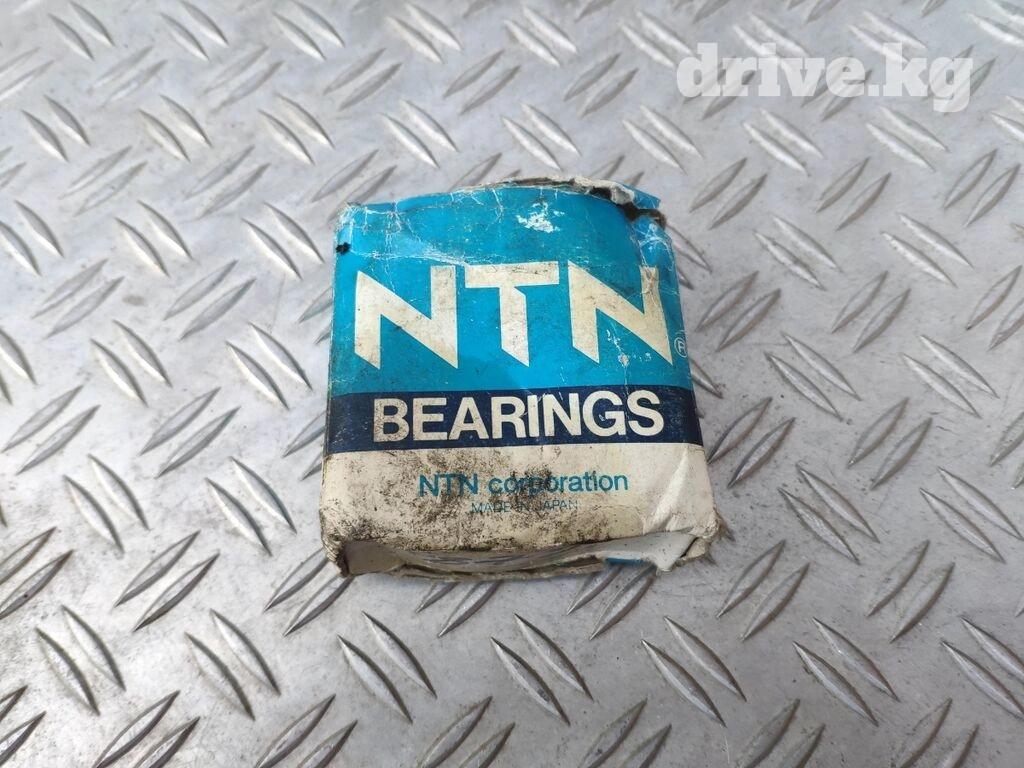 drive.kg
NTN®
BEARINGS
NTN corporation
MADE IN JAPAN